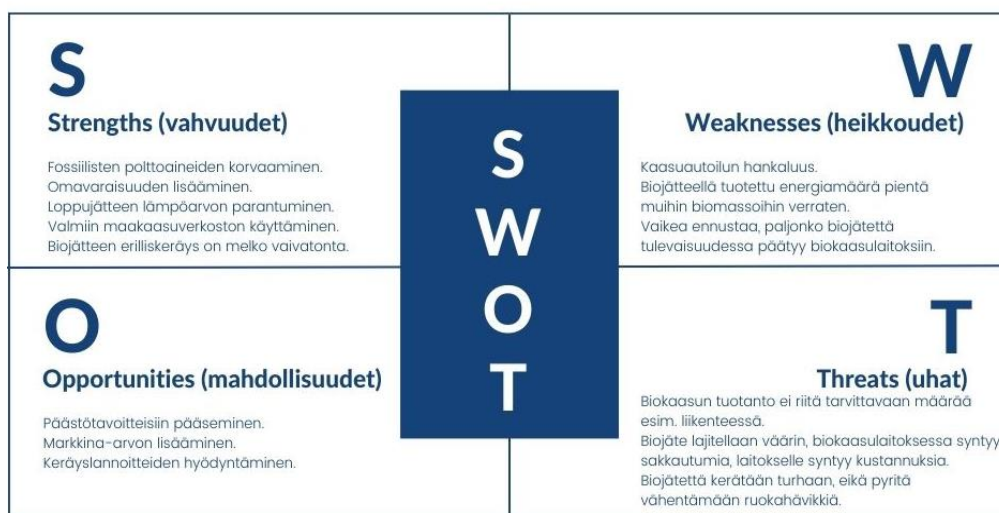 S
Strengths (vahvuudet)
Fossiilisten polttoaineiden korvaaminen.
Omavaraisuuden lisääminen.
Loppujätteen lämpöarvon parantuminen.
Valmiin maakaasuverkoston käyttäminen.
Biojätteen erilliskeräys on melko vaivatonta.
W
Weaknesses (heikkoudet)
Kaasuautoilun hankaluus.
Biojätteellä tuotettu energiamäärä pientä
muihin biomassoihin verraten.
Vaikea ennustaa, paljonko biojätettä
tulevaisuudessa päätyy biokaasulaitoksiin.
S
W
O
T
O
Opportunities (mahdollisuudet)
Päästötavoitteisiin pääseminen.
Markkina-arvon lisääminen.
Keräyslannoitteiden hyödyntäminen.
T
Threats (uhat)
Biokaasun tuotanto ei riitä tarvittavaan määrää
esim. liikenteessä.
Biojäte lajitellaan väärin, biokaasulaitoksessa syntyy
sakkautumia, laitokselle syntyy kustannuksia.
Biojätettä kerätään turhaan, eikä pyritä
vähentämään ruokahävikkiä.